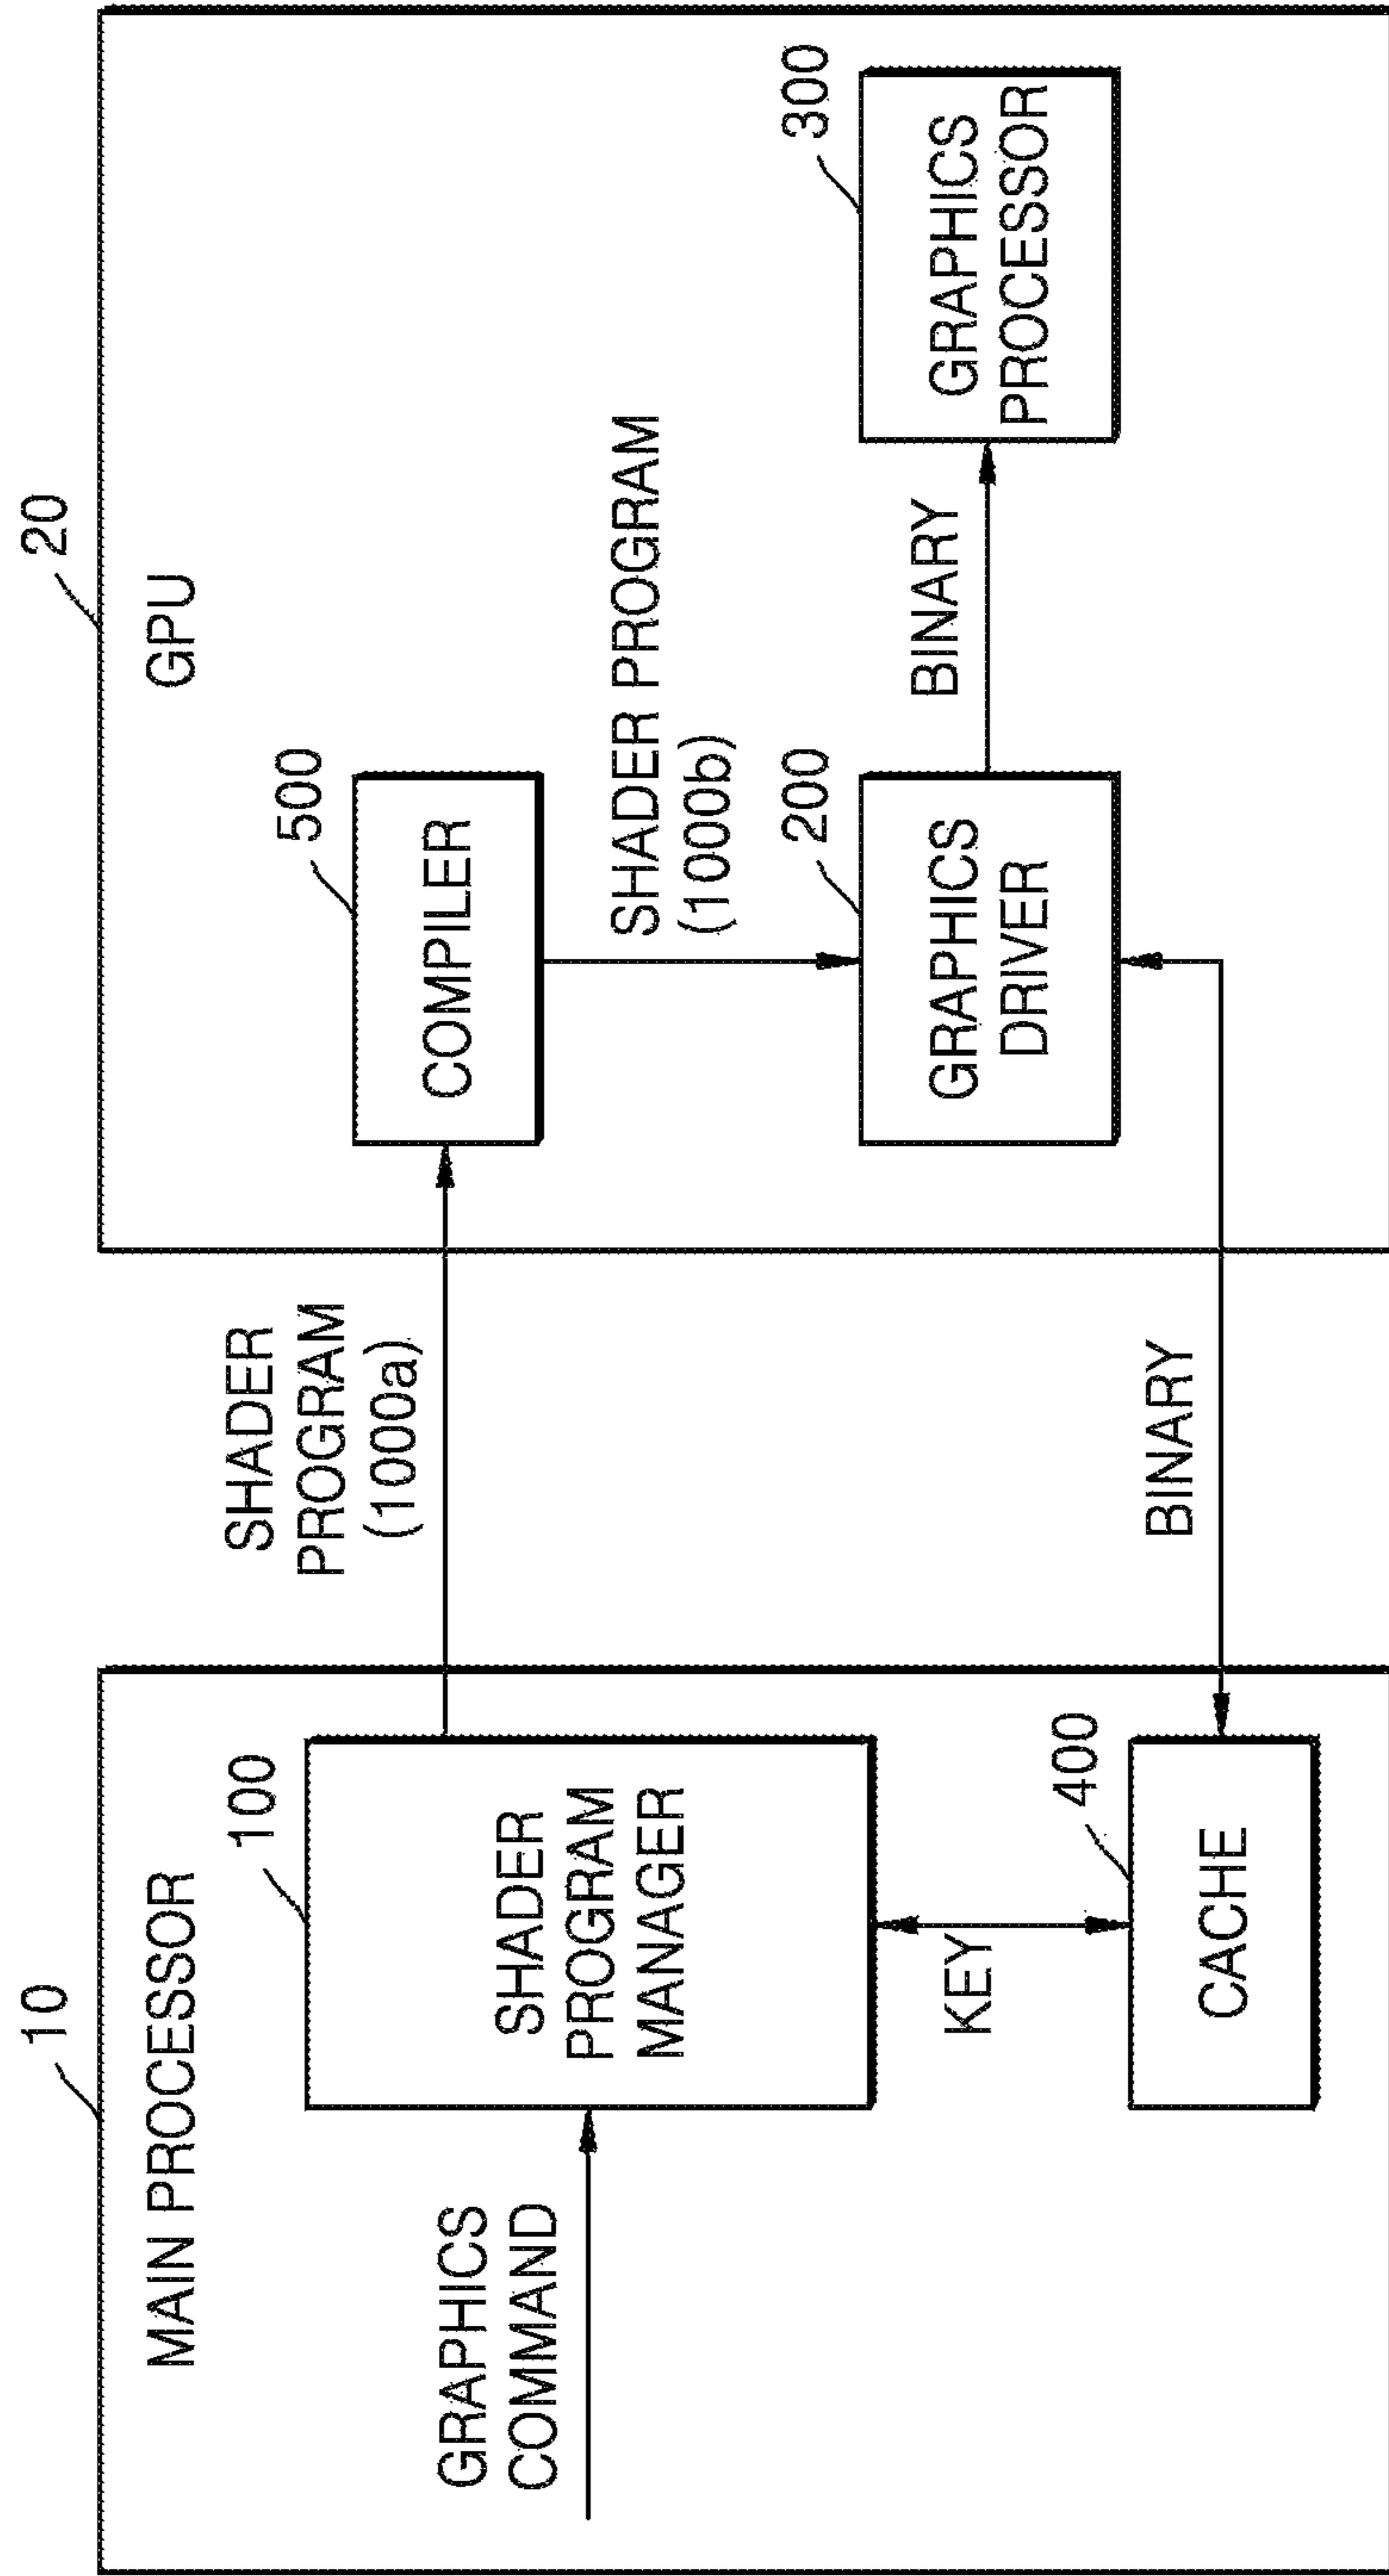 10
MAIN PROCESSOR
GRAPHICS
COMMAND
100
SHADER
PROGRAM
MANAGER
KEY
400
CACHE
SHADER
PROGRAM
(1000a)
BINARY
20
GPU
500
COMPILER
SHADER PROGRAM
(1000b)
200
GRAPHICS
DRIVER
BINARY
300
GRAPHICS
PROCESSOR